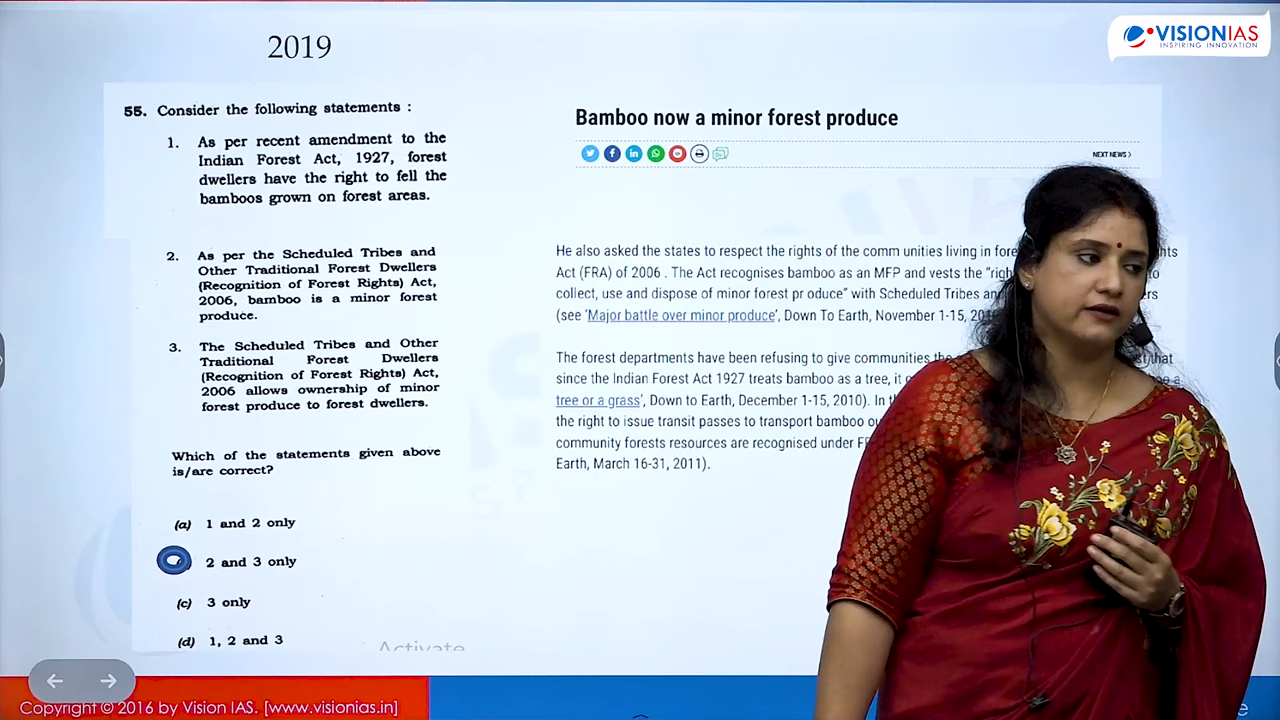 2019
VISIONIAS
INSPIRING INNOVATION
55. Consider the following statements :
1. As per recent amendment to the
Indian Forest Act, 1927, forest
dwellers have the right to fell the
bamboos grown on forest areas.
2. As per the Scheduled Tribes and
Other Traditional Forest Dwellers
(Recognition of Forest Rights) Act,
2006, bamboo is a minor forest
produce.
3. The Scheduled Tribes and Other
Traditional Forest Dwellers
(Recognition of Forest Rights) Act,
2006 allows ownership of minor
forest produce to forest dwellers.
Which of the statements given above
is/are correct?
(a) 1 and 2 only
2 and 3 only
(c) 3 only
(d) 1, 2 and 3
Bamboo now a minor forest produce
NEXT NEWS
He also asked the states to respect the rights of the comm unities living in
Act (FRA) of 2006 . The Act recognises bamboo as an MFP and vests the to
collect, use and dispose of minor forest pr oduce" with Scheduled Tribes
(see 'Major battle over minor produce', Down To Earth, November 1-15,
The forest departments have been refusing to give communities that
since the Indian Forest Act 1927 treats bamboo as a tree, it a
tree or a grass', Down to Earth, December 1-15, 2010). In
the right to issue transit passes to transport bamboo
community forests resources are recognised under
Earth, March 16-31, 2011).
Activate
Copyright © 2016 by Vision IAS. [www.visionias.in]